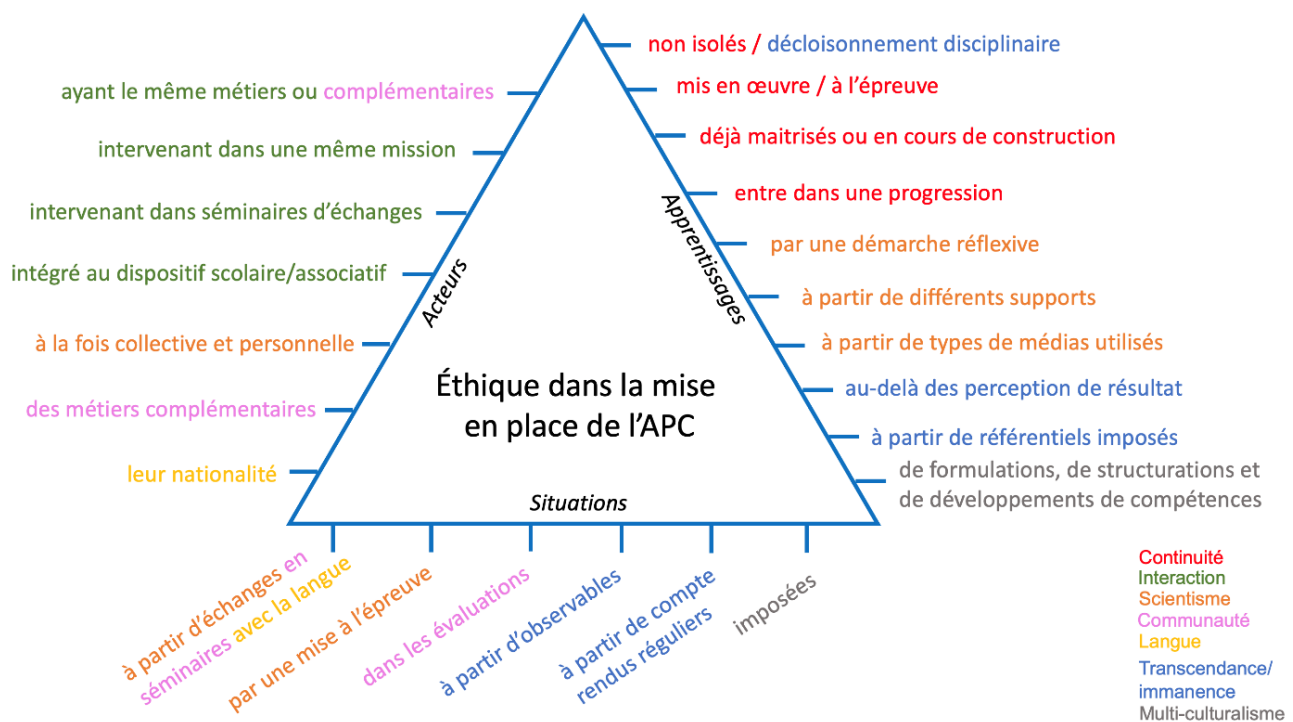 non isolés / décloisonnement disciplinaire
mis en œuvre / à l'épreuve
déjà maitrisés ou en cours de construction
entre dans une progression
par une démarche réflexive
à partir de différents supports
à partir de types de médias utilisés
au-delà des perception de résultat
à partir de référentiels imposés
de formulations, de structurations et
de développements de compétences
Apprentissages
ayant le même métiers ou complémentaires
intervenant dans une même mission
intervenant dans séminaires d'échanges
intégré au dispositif scolaire/associatif
à la fois collective et personnelle
des métiers complémentaires
leur nationalité
Acteurs
Éthique dans la mise
en place de l'APC
Situations
à partir d'échanges en
séminaires avec la langue
par une mise à l'épreuve
dans les évaluations
à partir d'observables
à partir de compte
rendus réguliers
imposées
Continuité
Interaction
Scientisme
Communauté
Langue
Transcendance/
immanence
Multi-culturalisme